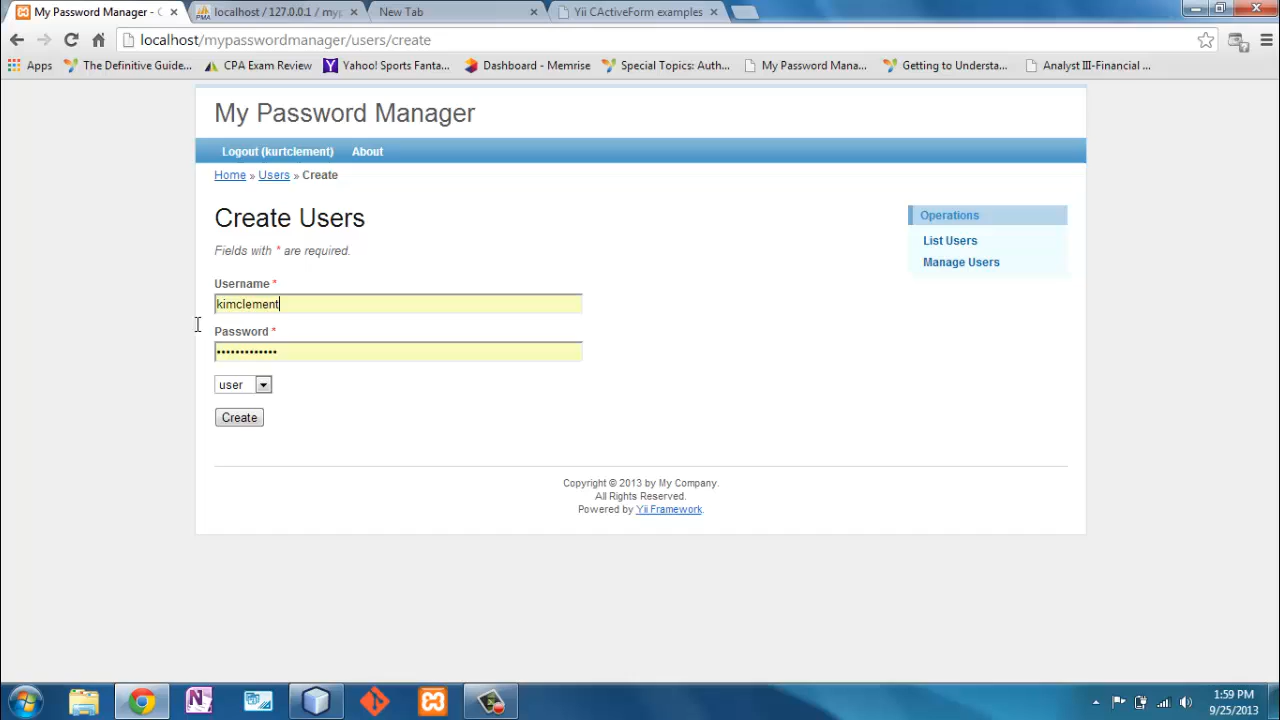 My Password Manager - C
localhost / 127.0.0.1 / myp
New Tab
Yii CActiveForm examples
localhost/mypasswordmanager/users/create
Apps
The Definitive Guide...
CPA Exam Review
Yahoo! Sports Fanta...
Dashboard - Memrise
Special Topics: Auth...
My Password Mana...
Getting to Understa...
Analyst III-Financial ...
My Password Manager
Logout (kurtclement)
About
Home » Users » Create
Create Users
Operations
List Users
Manage Users
Fields with * are required.
Username *
kimclement
Password *
•••••••••••••
user
Create
Copyright © 2013 by My Company.
All Rights Reserved.
Powered by Yii Framework.
1:59 PM
9/25/2013